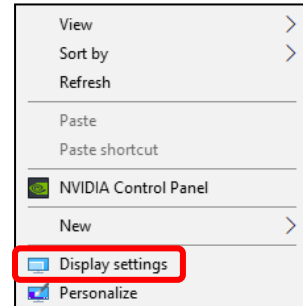 View
Sort by
Refresh
Paste
Paste shortcut
NVIDIA Control Panel
New
Display settings
Personalize